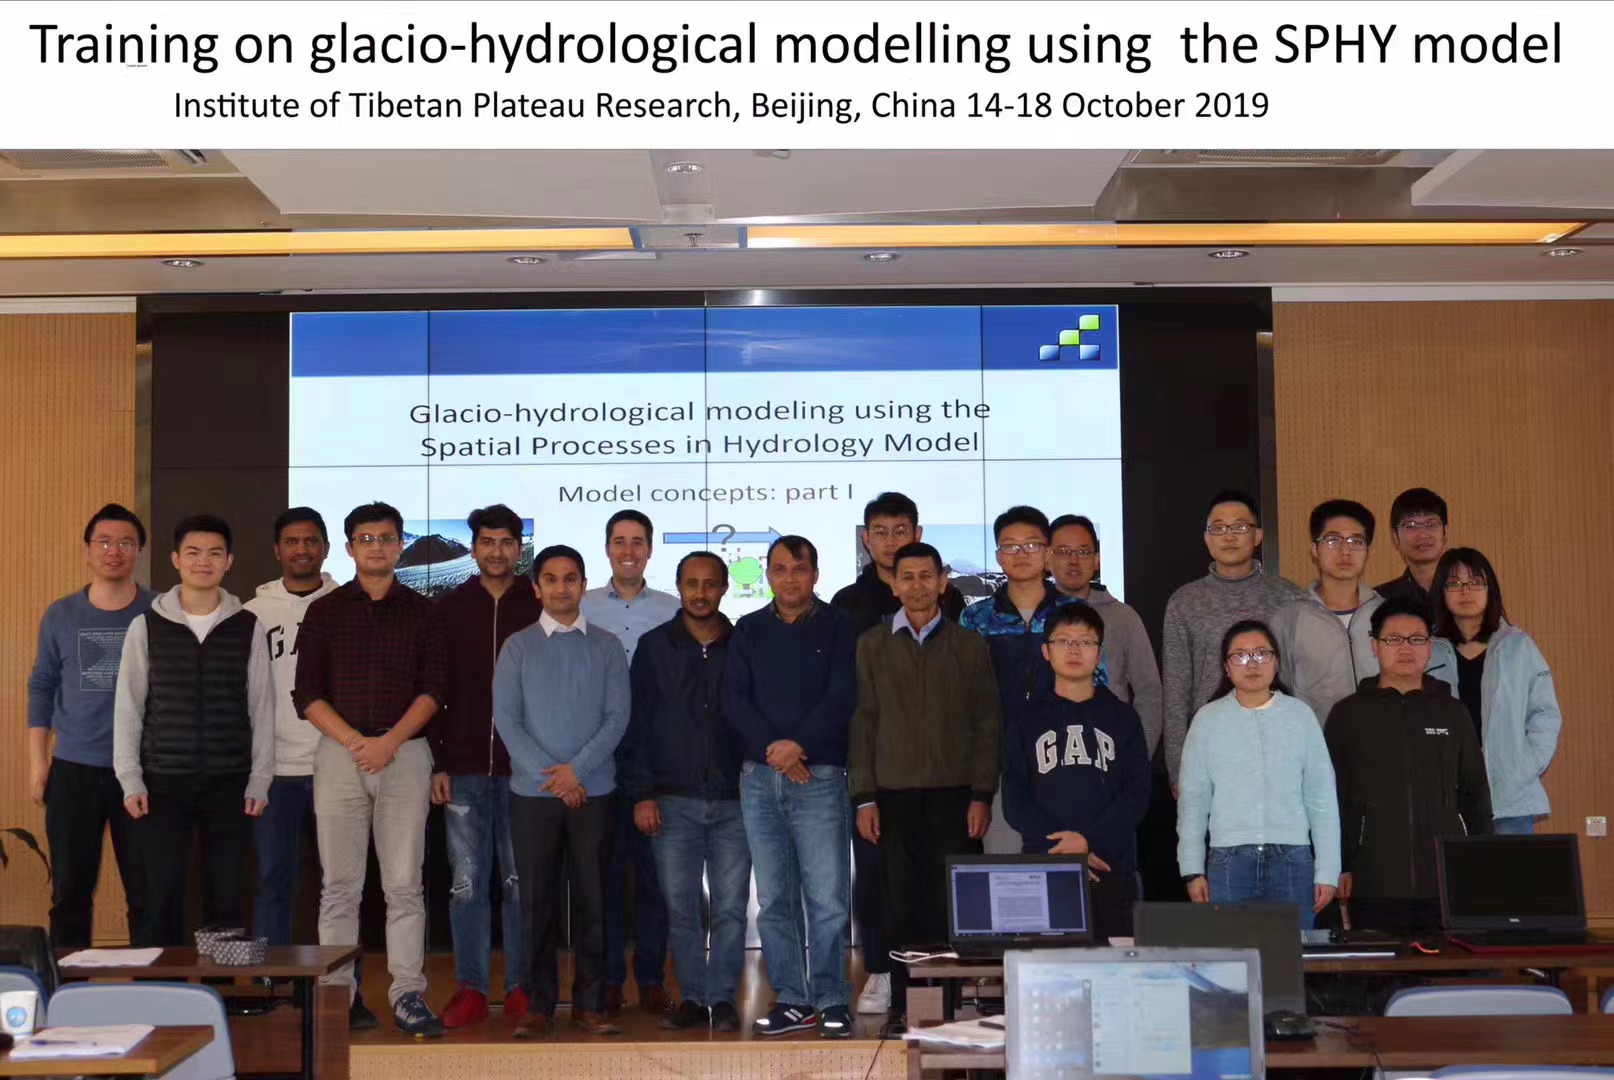 Training on glacio-hydrological modelling using the SPHY model
Institute of Tibetan Plateau Research, Beijing, China 14-18 October 2019
Glacio-hydrological modeling using the
Spatial Processes in Hydrology Model
Model concepts: part I
?
GA
GAP